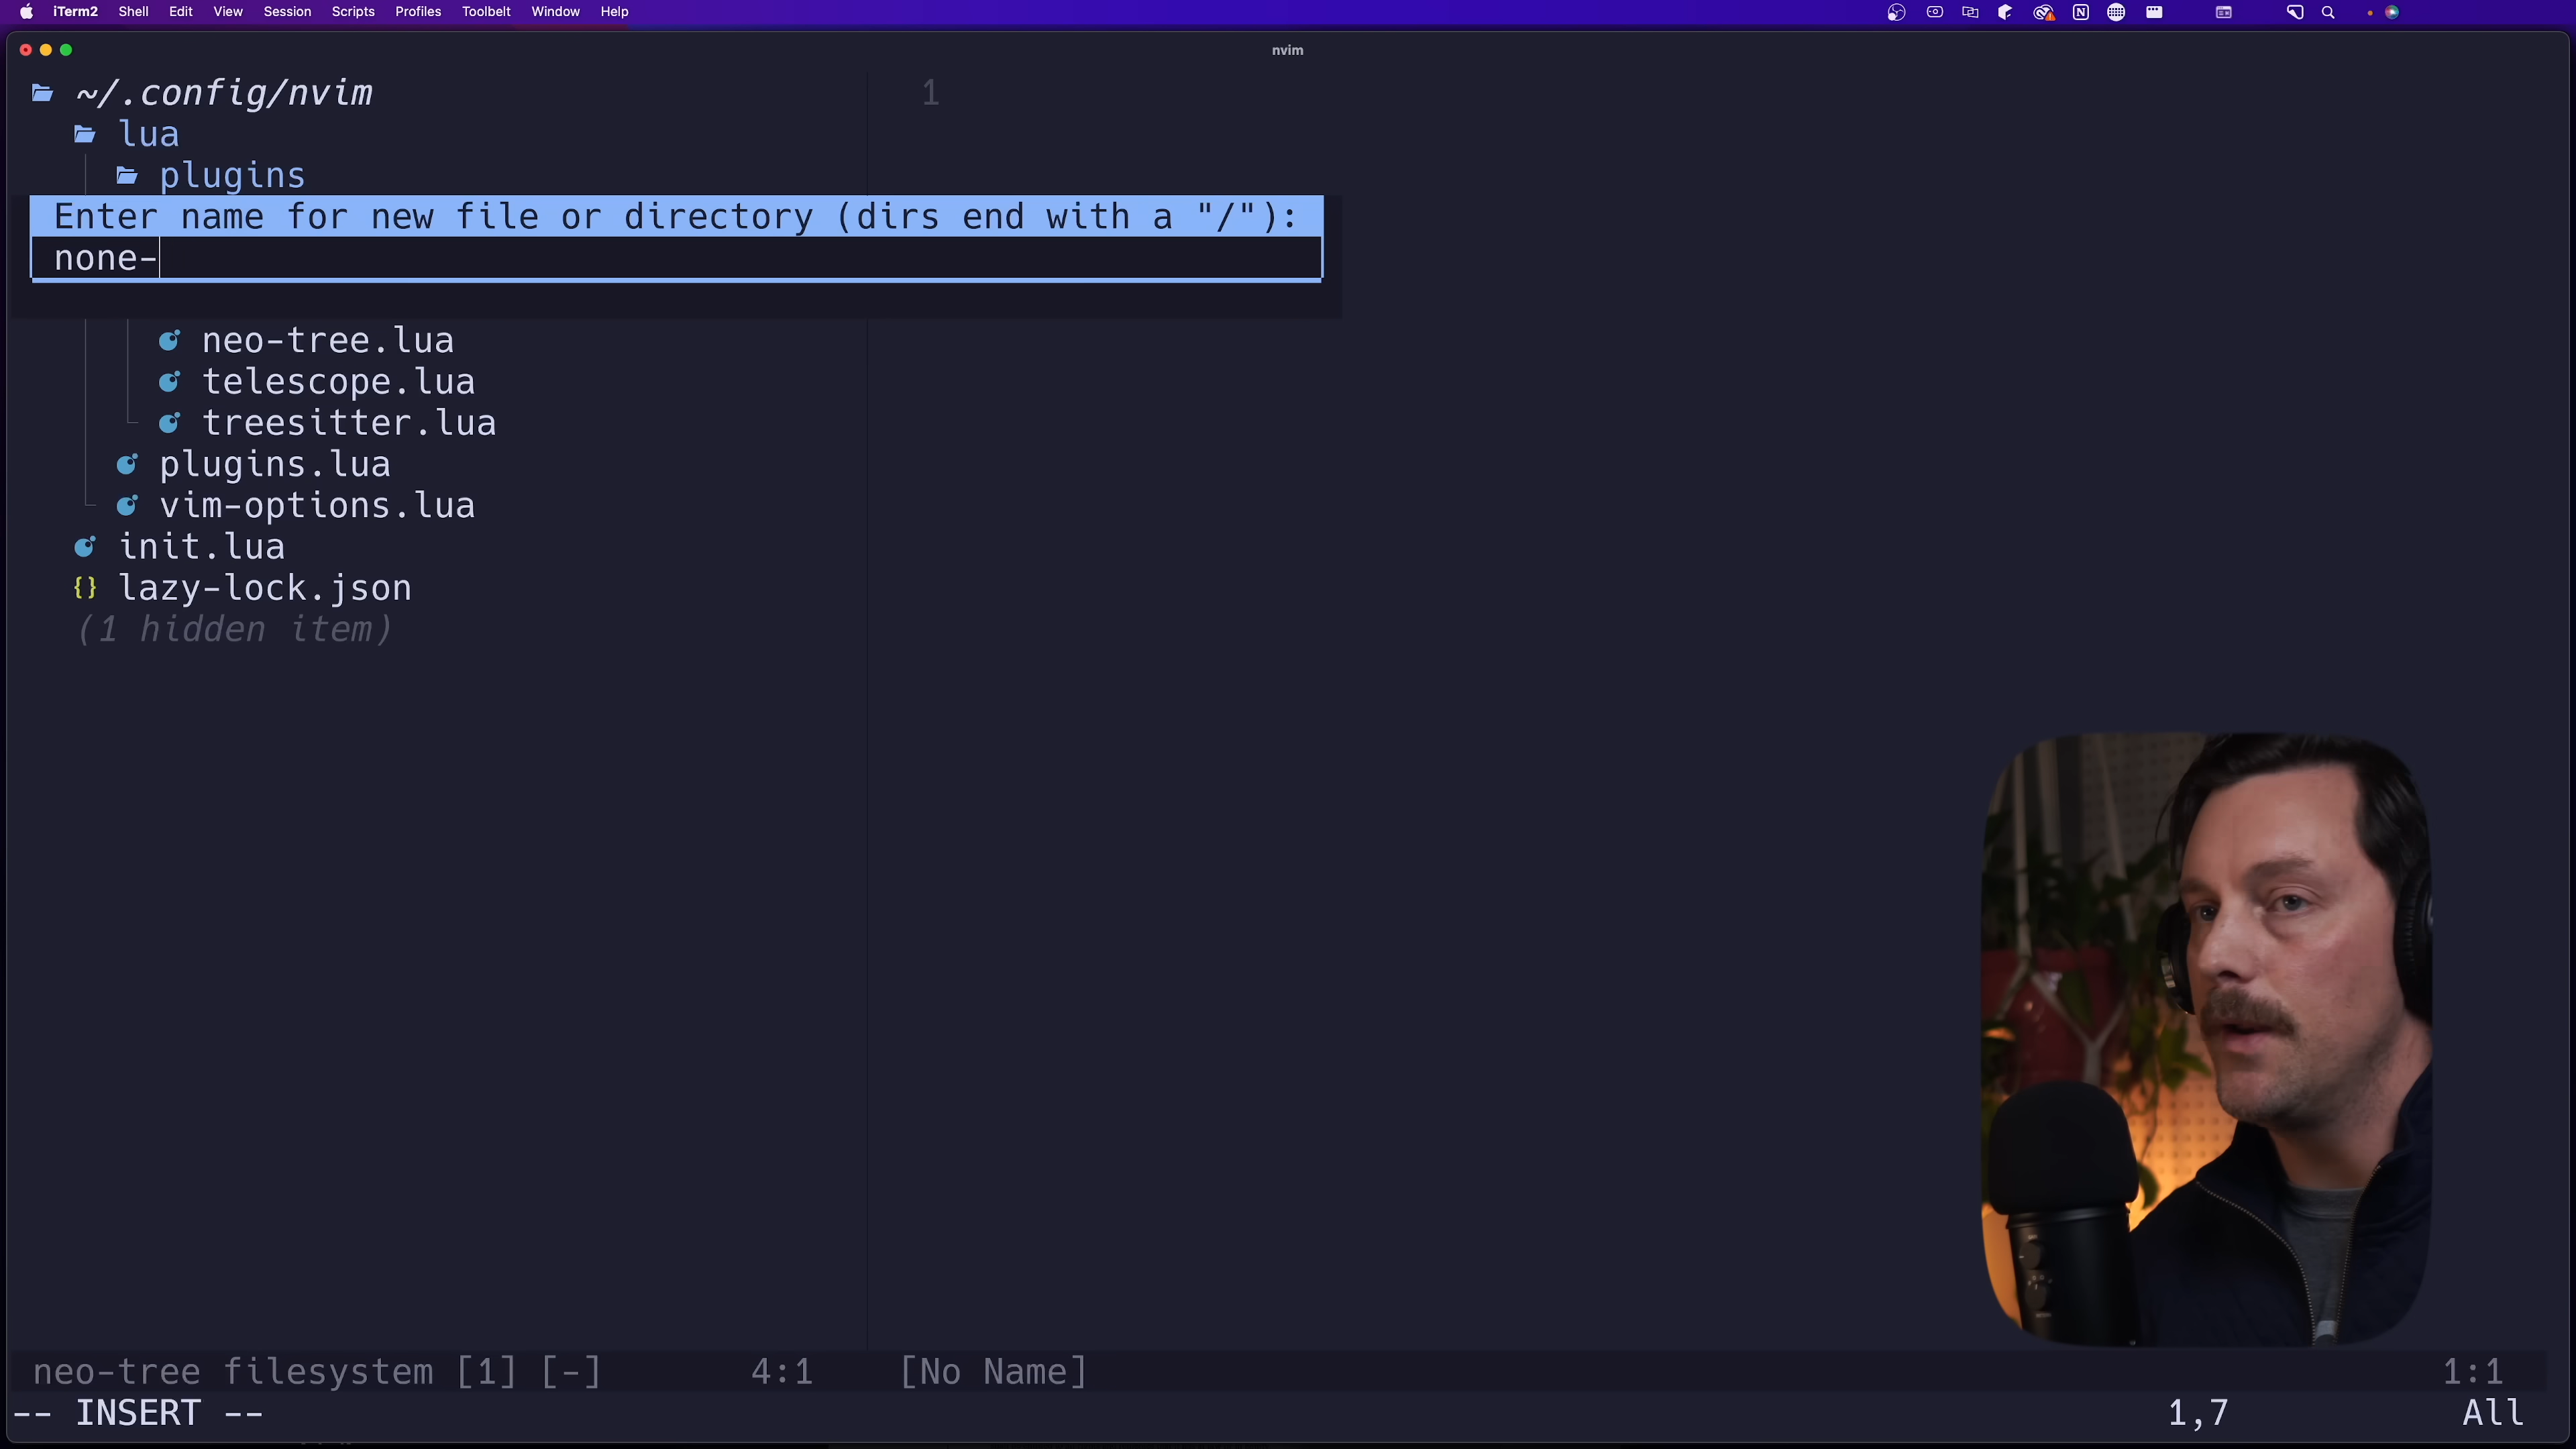 iTerm2 Shell Edit View Session Scripts Profiles Toolbelt Window Help
nvim
~/.config/nvim
1
lua
plugins
Enter name for new file or directory (dirs end with a "/"):
none-
neo-tree.lua
telescope.lua
treesitter.lua
plugins.lua
vim-options.lua
init.lua
{} lazy-lock.json
(1 hidden item)
neo-tree filesystem [1] [-] 4:1 [No Name] 1:1
-- INSERT -- 1,7 All